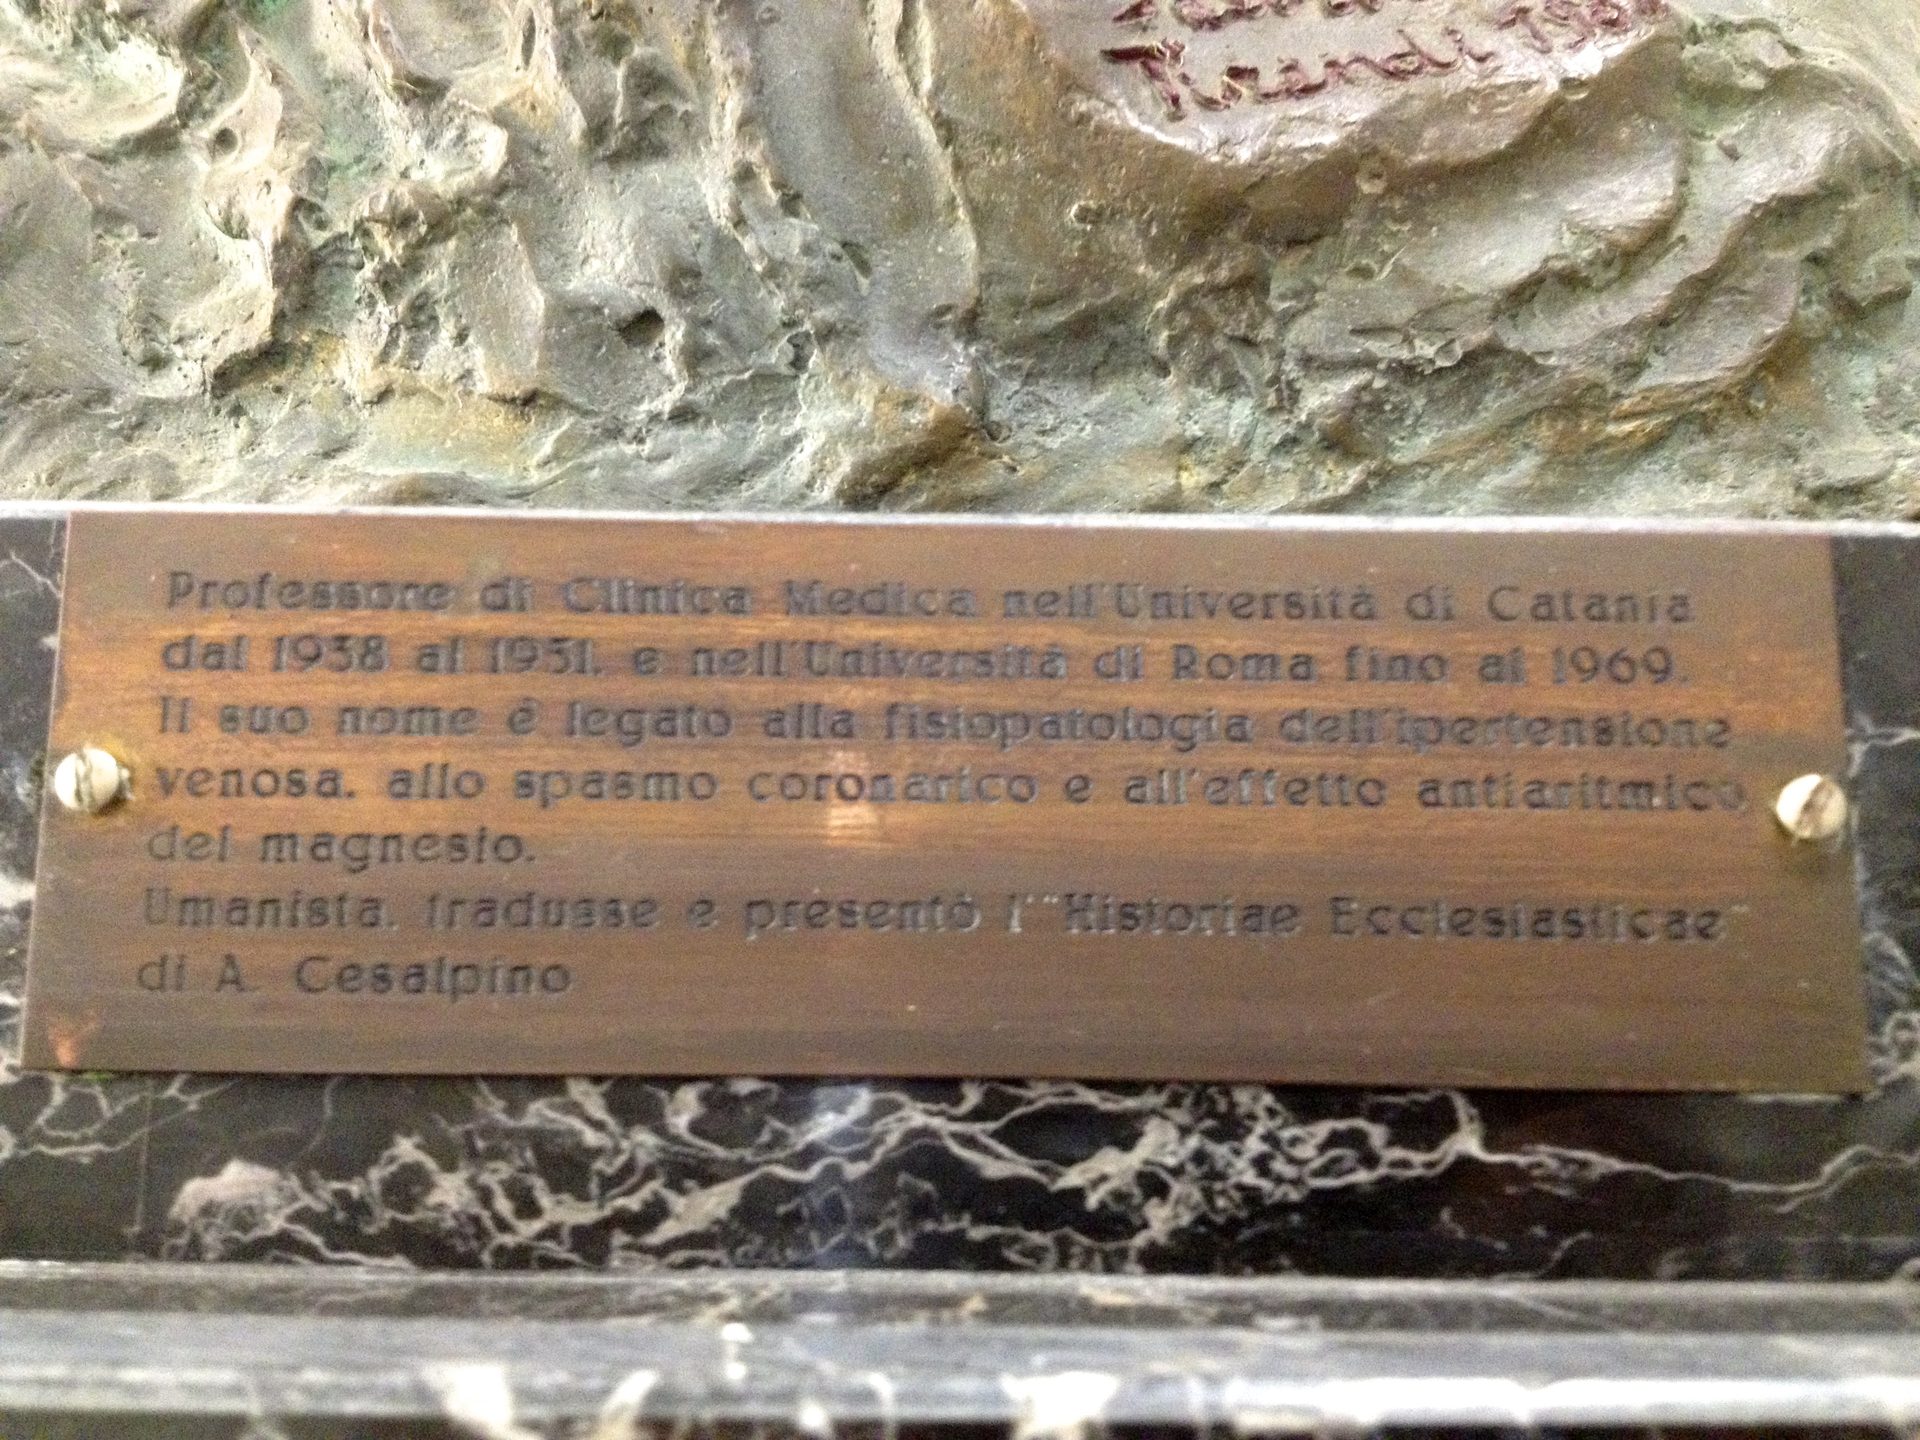 Tirandi
Professore di Clinica Medica nell'Università di Catania
dal 1938 al 1951, e nell'Università di Roma fino al 1969.
Il suo nome è legato alla fisiopatologia dell'ipertensione
venosa, allo spasmo coronarico e all'effetto antiaritmico
del magnesio.
Umanista, tradusse e presentò l'"Historiae Ecclesiasticae"
di A. Cesalpino